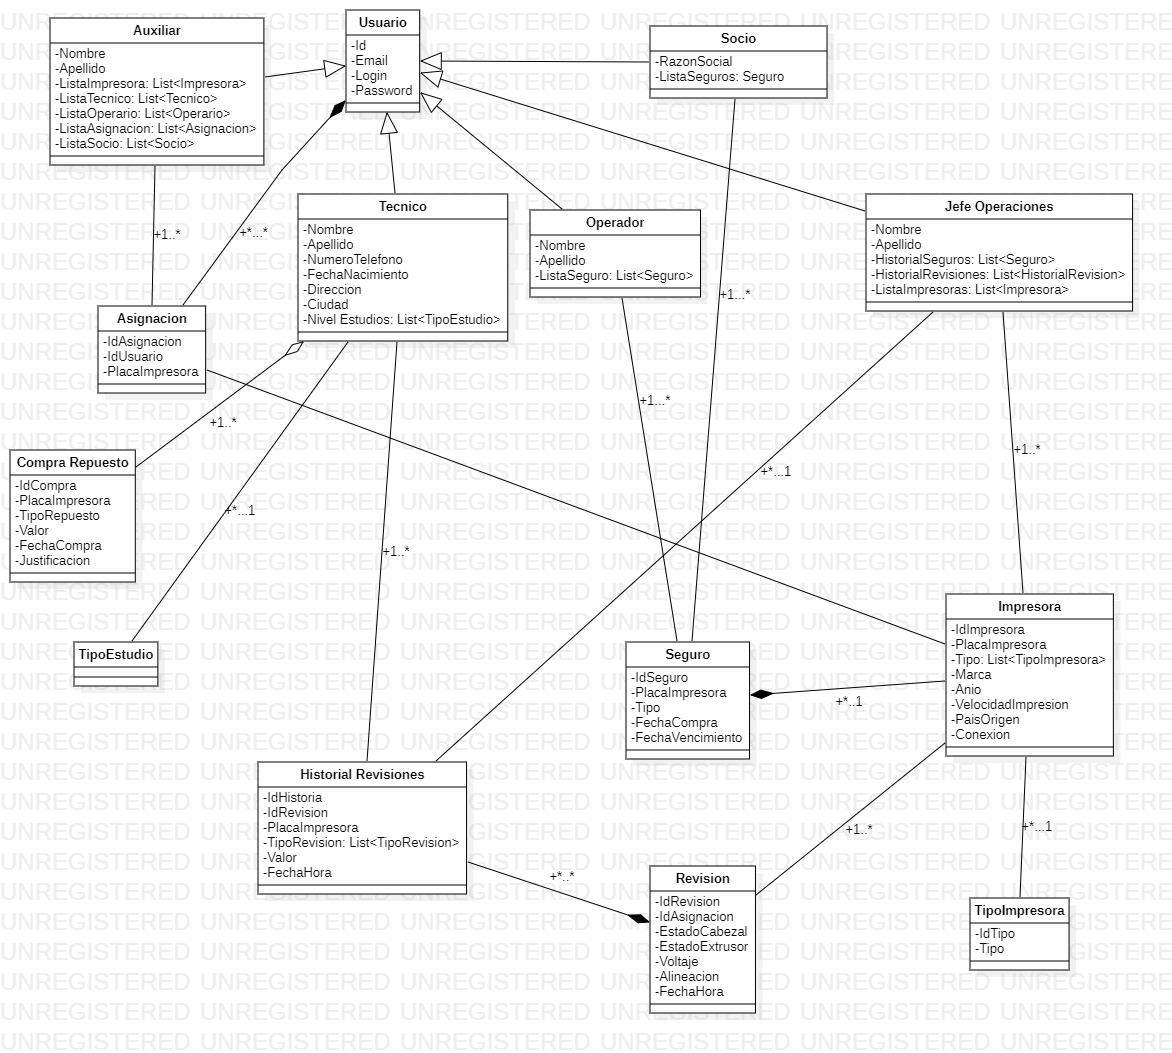 Auxiliar
-Nombre
-Apellido
-ListaImpresora: List<Impresora>
-ListaTecnico: List<Tecnico>
-ListaOperario: List<Operario>
-ListaAsignacion: List<Asignacion>
-ListaSocio: List<Socio>
Usuario
-Id
-Email
-Login
-Password
Socio
-RazonSocial
-ListaSeguros: Seguro
Tecnico
-Nombre
-Apellido
-NumeroTelefono
-FechaNacimiento
-Direccion
-Ciudad
-Nivel Estudios: List<TipoEstudio>
Operador
-Nombre
-Apellido
-ListaSeguro: List<Seguro>
Jefe Operaciones
-Nombre
-Apellido
-HistorialSeguros: List<Seguro>
-HistorialRevisiones: List<HistorialRevision>
-ListaImpresoras: List<Impresora>
+1..*
+*...*
+1...*
Asignacion
-IdAsignacion
-IdUsuario
-PlacaImpresora
+1..*
+1...*
+1..*
+*...1
Compra Repuesto
-IdCompra
-PlacaImpresora
-TipoRepuesto
-Valor
-FechaCompra
-Justificacion
+*...1
+1..*
TipoEstudio
Seguro
-IdSeguro
-PlacaImpresora
-Tipo
-FechaCompra
-FechaVencimiento
+*..1
Impresora
-IdImpresora
-PlacaImpresora
-Tipo: List<TipoImpresora>
-Marca
-Anio
-VelocidadImpresion
-PaisOrigen
-Conexion
Historial Revisiones
-IdHistoria
-IdRevision
-PlacaImpresora
-TipoRevision: List<TipoRevision>
-Valor
-FechaHora
+*..*
+1..*
+*...1
Revision
-IdRevision
-IdAsignacion
-EstadoCabezal
-EstadoExtrusor
-Voltaje
-Alineacion
-FechaHora
TipoImpresora
-IdTipo
-Tipo
UNREGISTERED